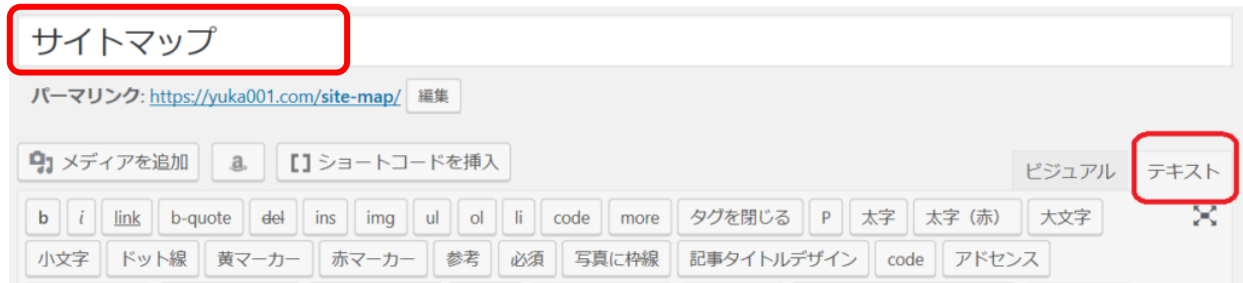 サイトマップ
パーマリンク: https://yuka001.com/site-map/ 編集
メディアを追加 a [] ショートコードを挿入 ビジュアル テキスト
b i link b-quote del ins img ul ol li code more タグを閉じる P 太字 太字（赤） 大文字
小文字 ドット線 黄マーカー 赤マーカー 参考 必須 写真に枠線 記事タイトルデザイン code アドセンス